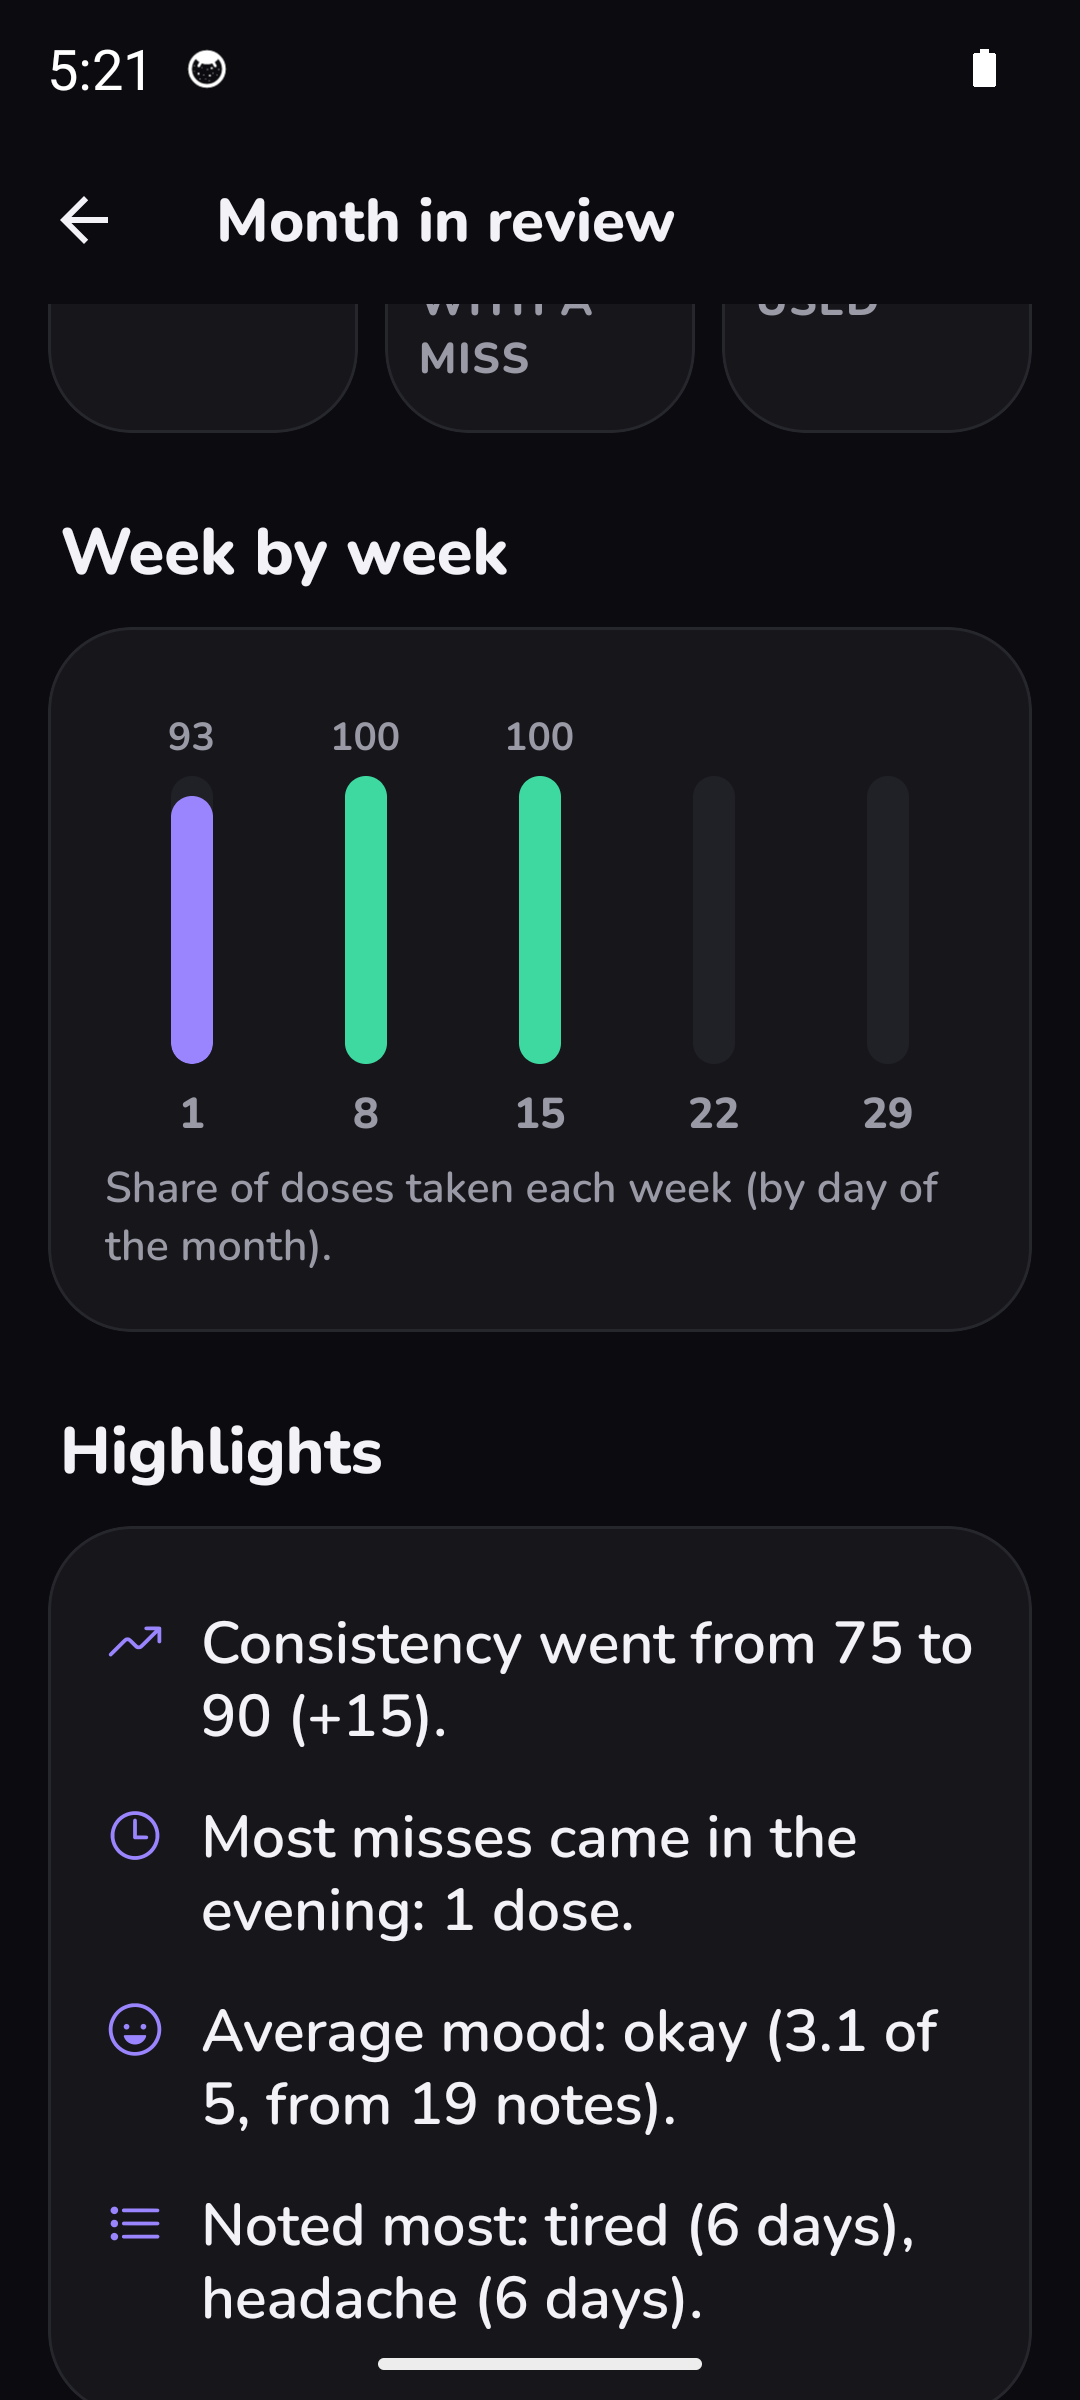 5:21
Month in review
WITH A
MISS
USED
Week by week
93 100 100
1 8 15 22 29
Share of doses taken each week (by day of
the month).
Highlights
Consistency went from 75 to
90 (+15).
Most misses came in the
evening: 1 dose.
Average mood: okay (3.1 of
5, from 19 notes).
Noted most: tired (6 days),
headache (6 days).